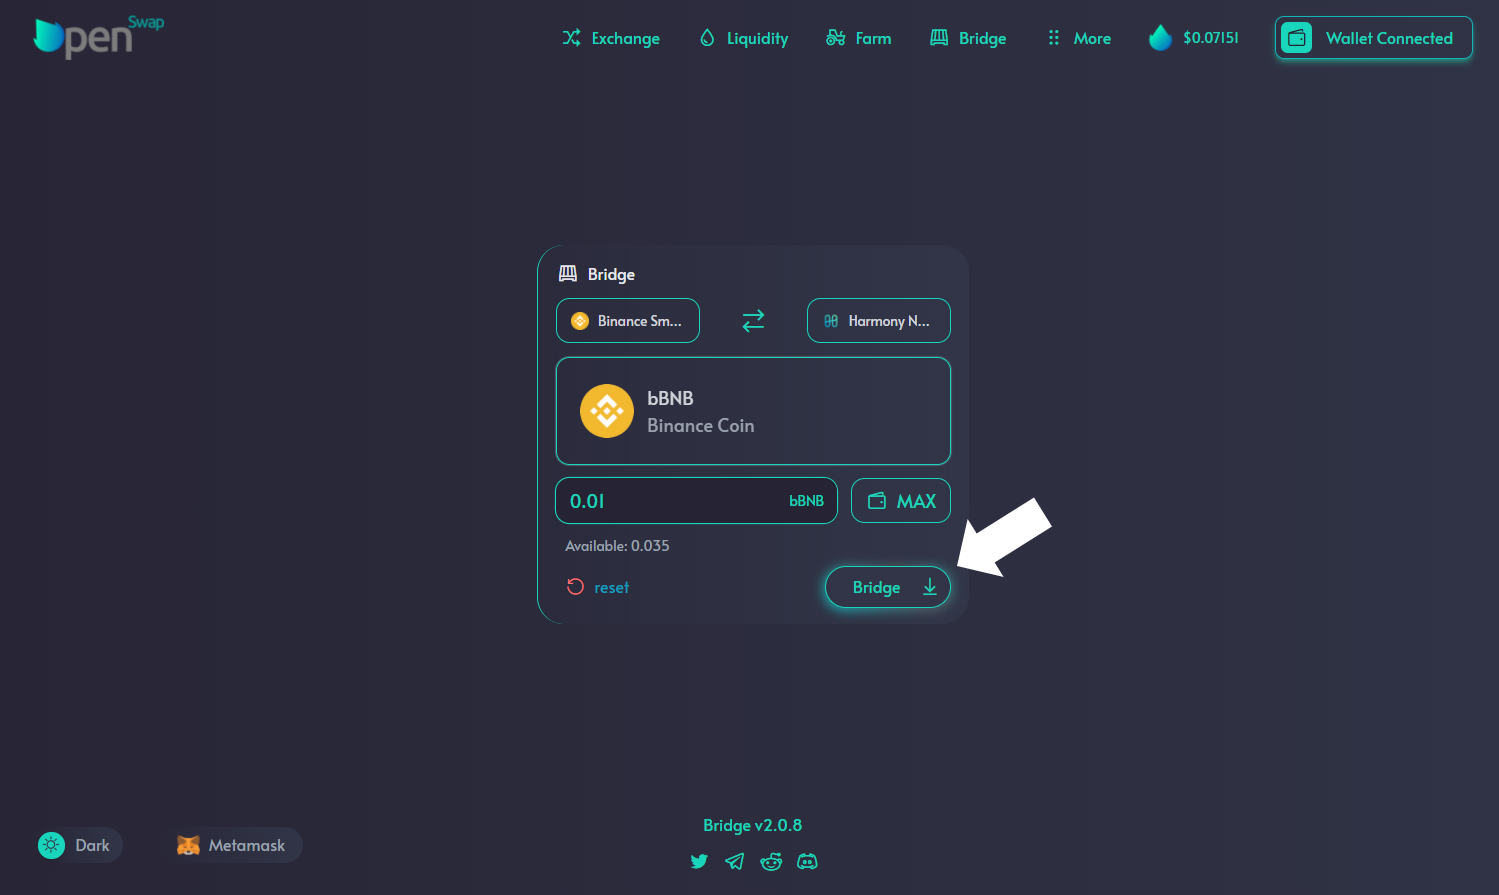 Open Swap
Exchange
Liquidity
Farm
Bridge
More
$0.07151
Wallet Connected
Bridge
Binance Sm...
Harmony N...
bBNB
Binance Coin
0.01 bBNB
MAX
Available: 0.035
reset
Bridge
Bridge v2.0.8
Dark
Metamask